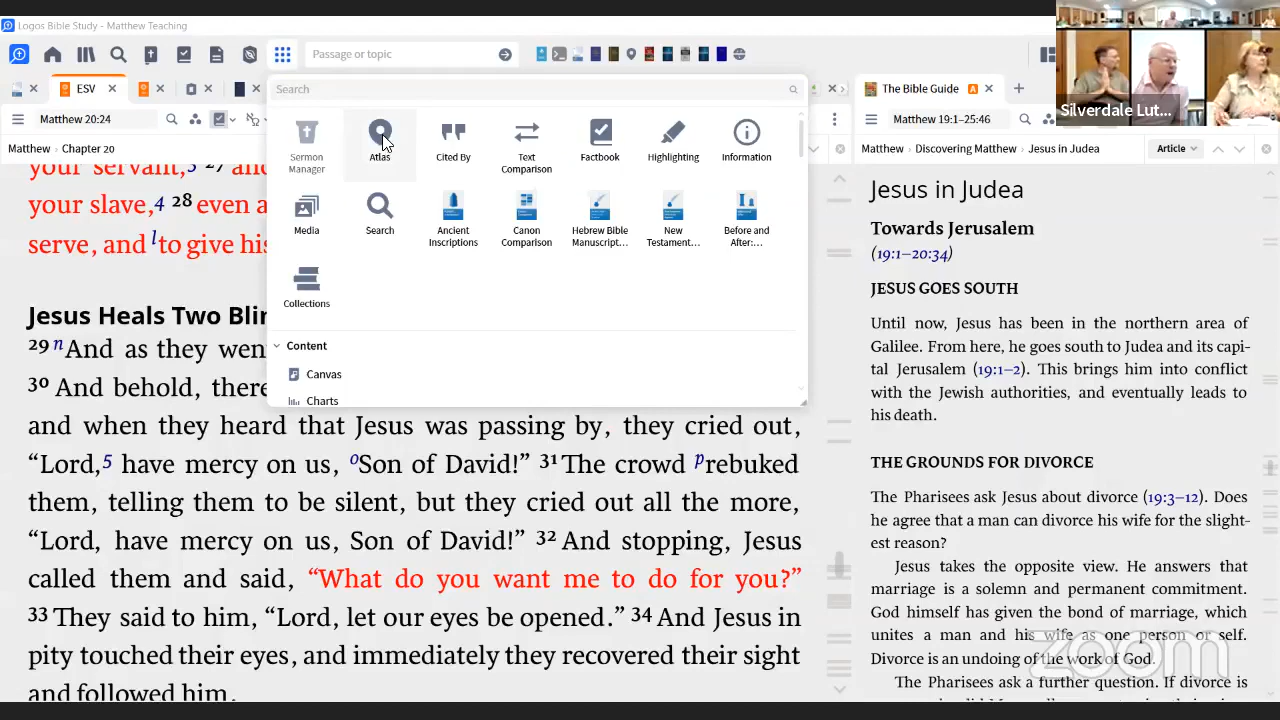 Logos Bible Study - Matthew Teaching
Passage or topic
ESV
The Bible Guide A
Matthew 20:24
Matthew 19:1–25:46
Matthew › Chapter 20
Matthew › Discovering Matthew › Jesus in Judea
Article
Silverdale Lut
Search
Sermon Manager
Atlas
Cited By
Text Comparison
Factbook
Highlighting
Information
Media
Search
Ancient Inscriptions
Canon Comparison
Hebrew Bible Manuscript...
New Testament...
Before and After:...
Collections
Content
Canvas
Charts
your servant,3 27 and
your slave,4 28 even a
serve, and l to give his
Jesus Heals Two Blin
29 n And as they wen
30 And behold, there
and when they heard that Jesus was passing by, they cried out,
“Lord,5 have mercy on us, o Son of David!” 31 The crowd p rebuked
them, telling them to be silent, but they cried out all the more,
“Lord, have mercy on us, Son of David!” 32 And stopping, Jesus
called them and said, “What do you want me to do for you?”
33 They said to him, “Lord, let our eyes be opened.” 34 And Jesus in
pity touched their eyes, and immediately they recovered their sight
and followed him.
Jesus in Judea
Towards Jerusalem
(19:1–20:34)
JESUS GOES SOUTH
Until now, Jesus has been in the northern area of
Galilee. From here, he goes south to Judea and its capi-
tal Jerusalem (19:1–2). This brings him into conflict
with the Jewish authorities, and eventually leads to
his death.
THE GROUNDS FOR DIVORCE
The Pharisees ask Jesus about divorce (19:3–12). Does
he agree that a man can divorce his wife for the slight-
est reason?
Jesus takes the opposite view. He answers that
marriage is a solemn and permanent commitment.
God himself has given the bond of marriage, which
unites a man and his wife as one person or self.
Divorce is an undoing of the work of God.
The Pharisees ask a further question. If divorce is
zoom